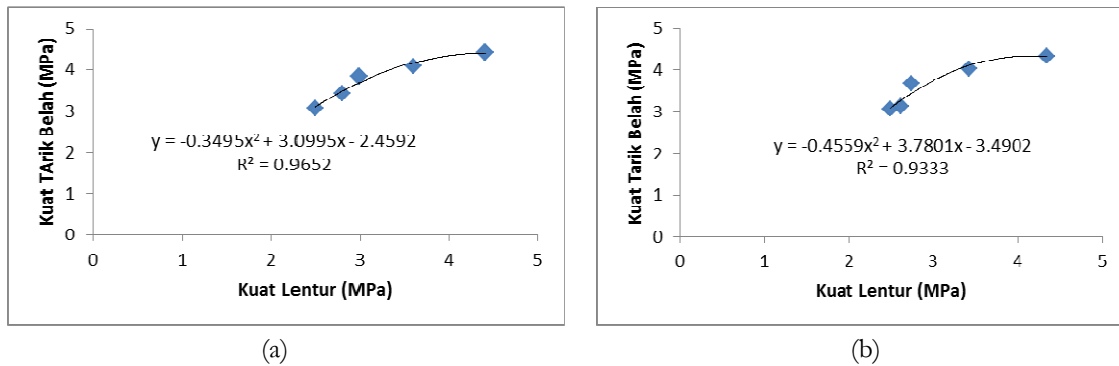 5
4
3
2
1
0
Kuat TArik Belah (MPa)
y = -0.3495x² + 3.0995x - 2.4592
R² = 0.9652
0 1 2 3 4 5
Kuat Lentur (MPa)
(a)
5
4
3
2
1
0
Kuat Tarik Belah (MPa)
y = -0.4559x² + 3.7801x - 3.4902
R² = 0.9333
0 1 2 3 4 5
Kuat Lentur (MPa)
(b)